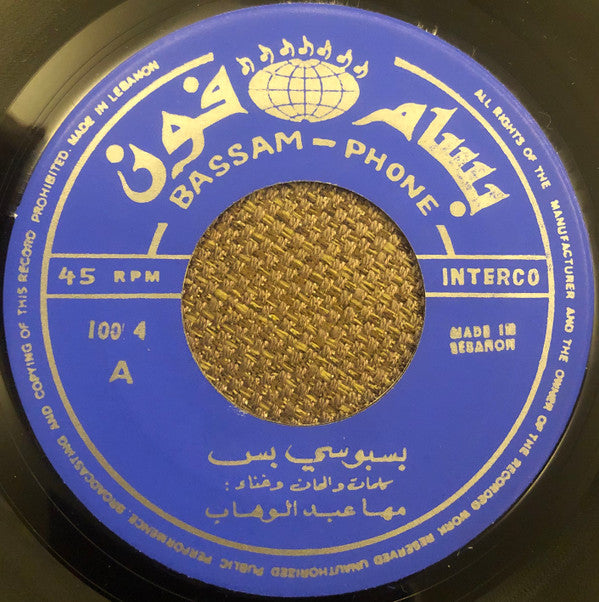 بسام فون
BASSAM-PHONE
45 RPM
INTERCO
100 4
A
MADE IN
LEBANON
بسبوسي بس
كلمات والحان وغناء :
مها عبد الوهاب
ALL RIGHTS OF THE MANUFACTURER AND THE OWNER OF THE RECORDED WORK RESERVED UNAUTHORISED PUBLIC PERFORMENCE. BROADCASTING AND COPYING OF THIS RECORD PROHIBITED. MADE IN LEBANON